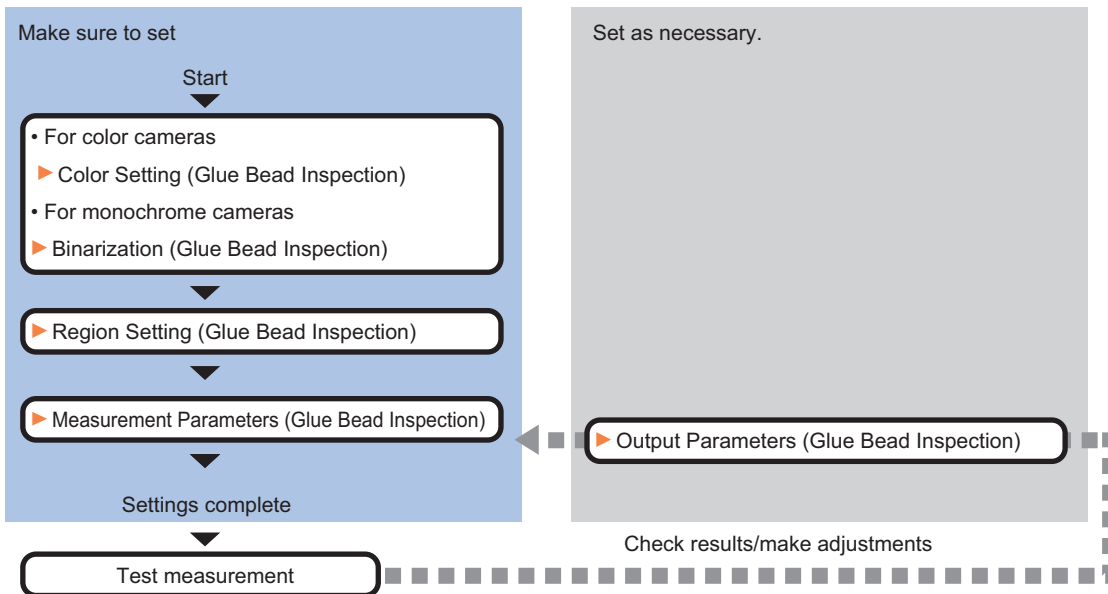 Make sure to set
Start
• For color cameras
Color Setting (Glue Bead Inspection)
• For monochrome cameras
Binarization (Glue Bead Inspection)
Region Setting (Glue Bead Inspection)
Measurement Parameters (Glue Bead Inspection)
Settings complete
Test measurement
Set as necessary.
Output Parameters (Glue Bead Inspection)
Check results/make adjustments